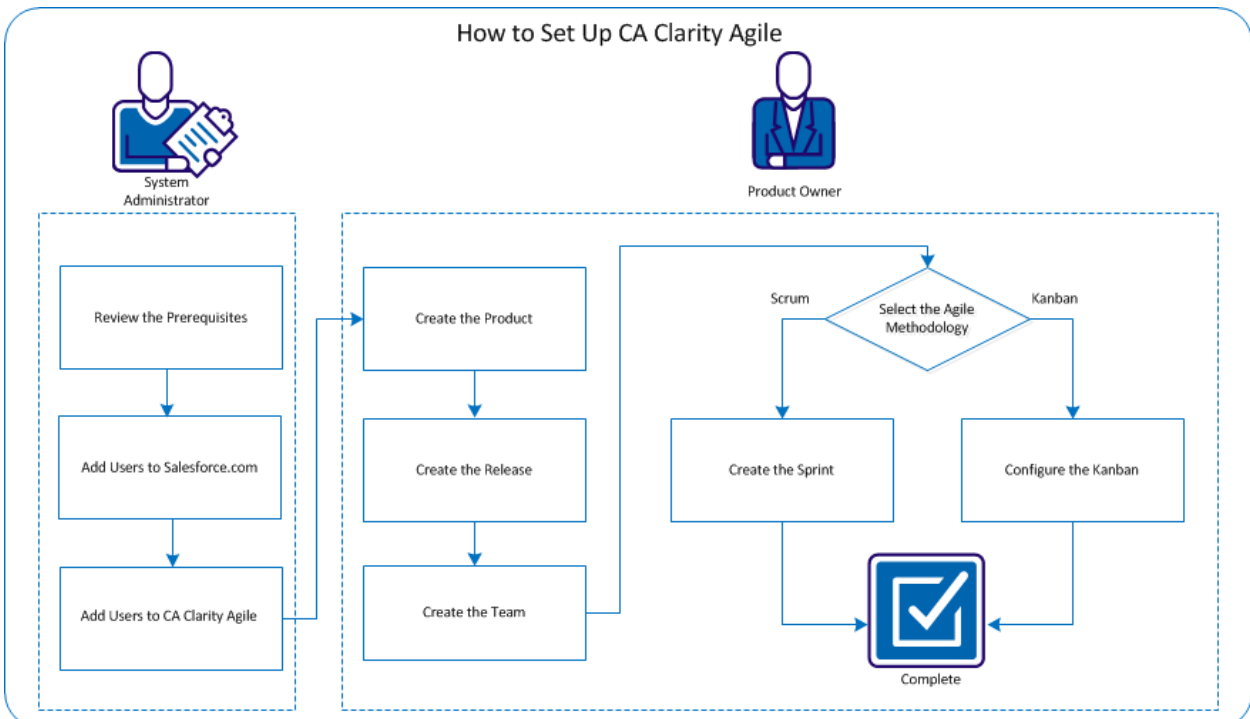 How to Set Up CA Clarity Agile
System
Administrator
Product Owner
Review the Prerequisites
Add Users to Salesforce.com
Add Users to CA Clarity Agile
Create the Product
Create the Release
Create the Team
Select the Agile
Methodology
Scrum
Kanban
Create the Sprint
Configure the Kanban
Complete